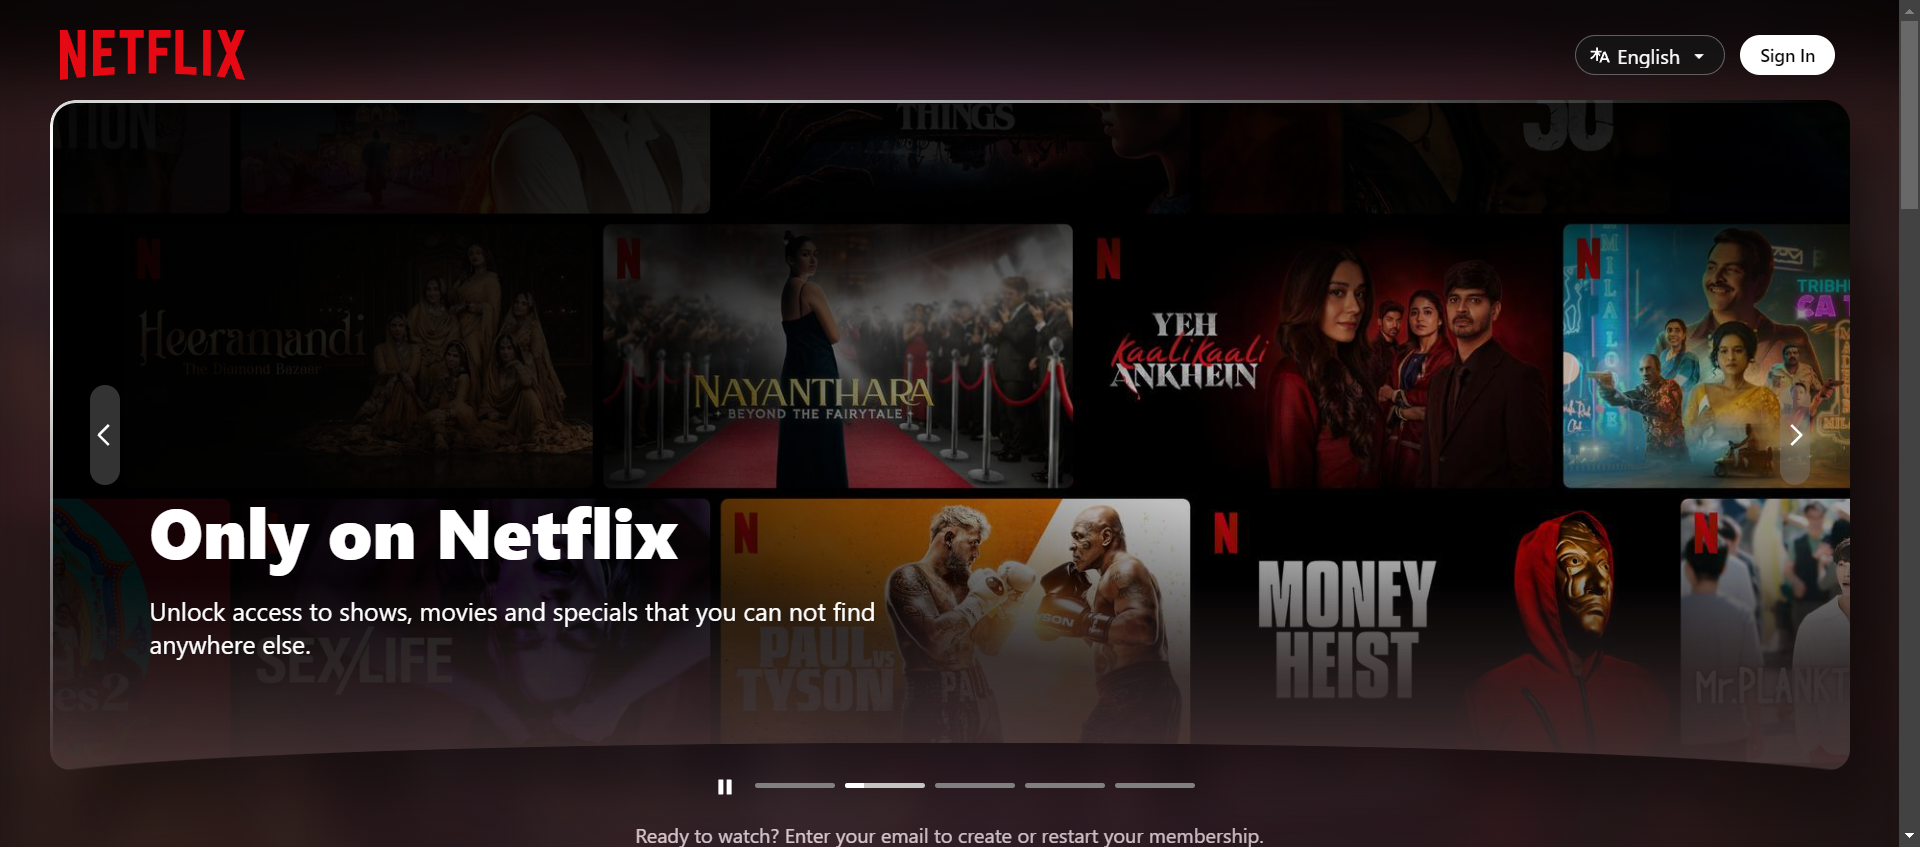 NETFLIX
English
Sign In
THINGS
Heeramandi
The Diamond Bazaar
N
NAYANTHARA
BEYOND THE FAIRYTALE
N
YEH
Kaali Kaali
ANKHEIN
N
Only on Netflix
Unlock access to shows, movies and specials that you can not find
anywhere else.
SEX/LIFE
N
PAUL VS
TYSON
N
MONEY
HEIST
N
Mr. PLANKT
Ready to watch? Enter your email to create or restart your membership.